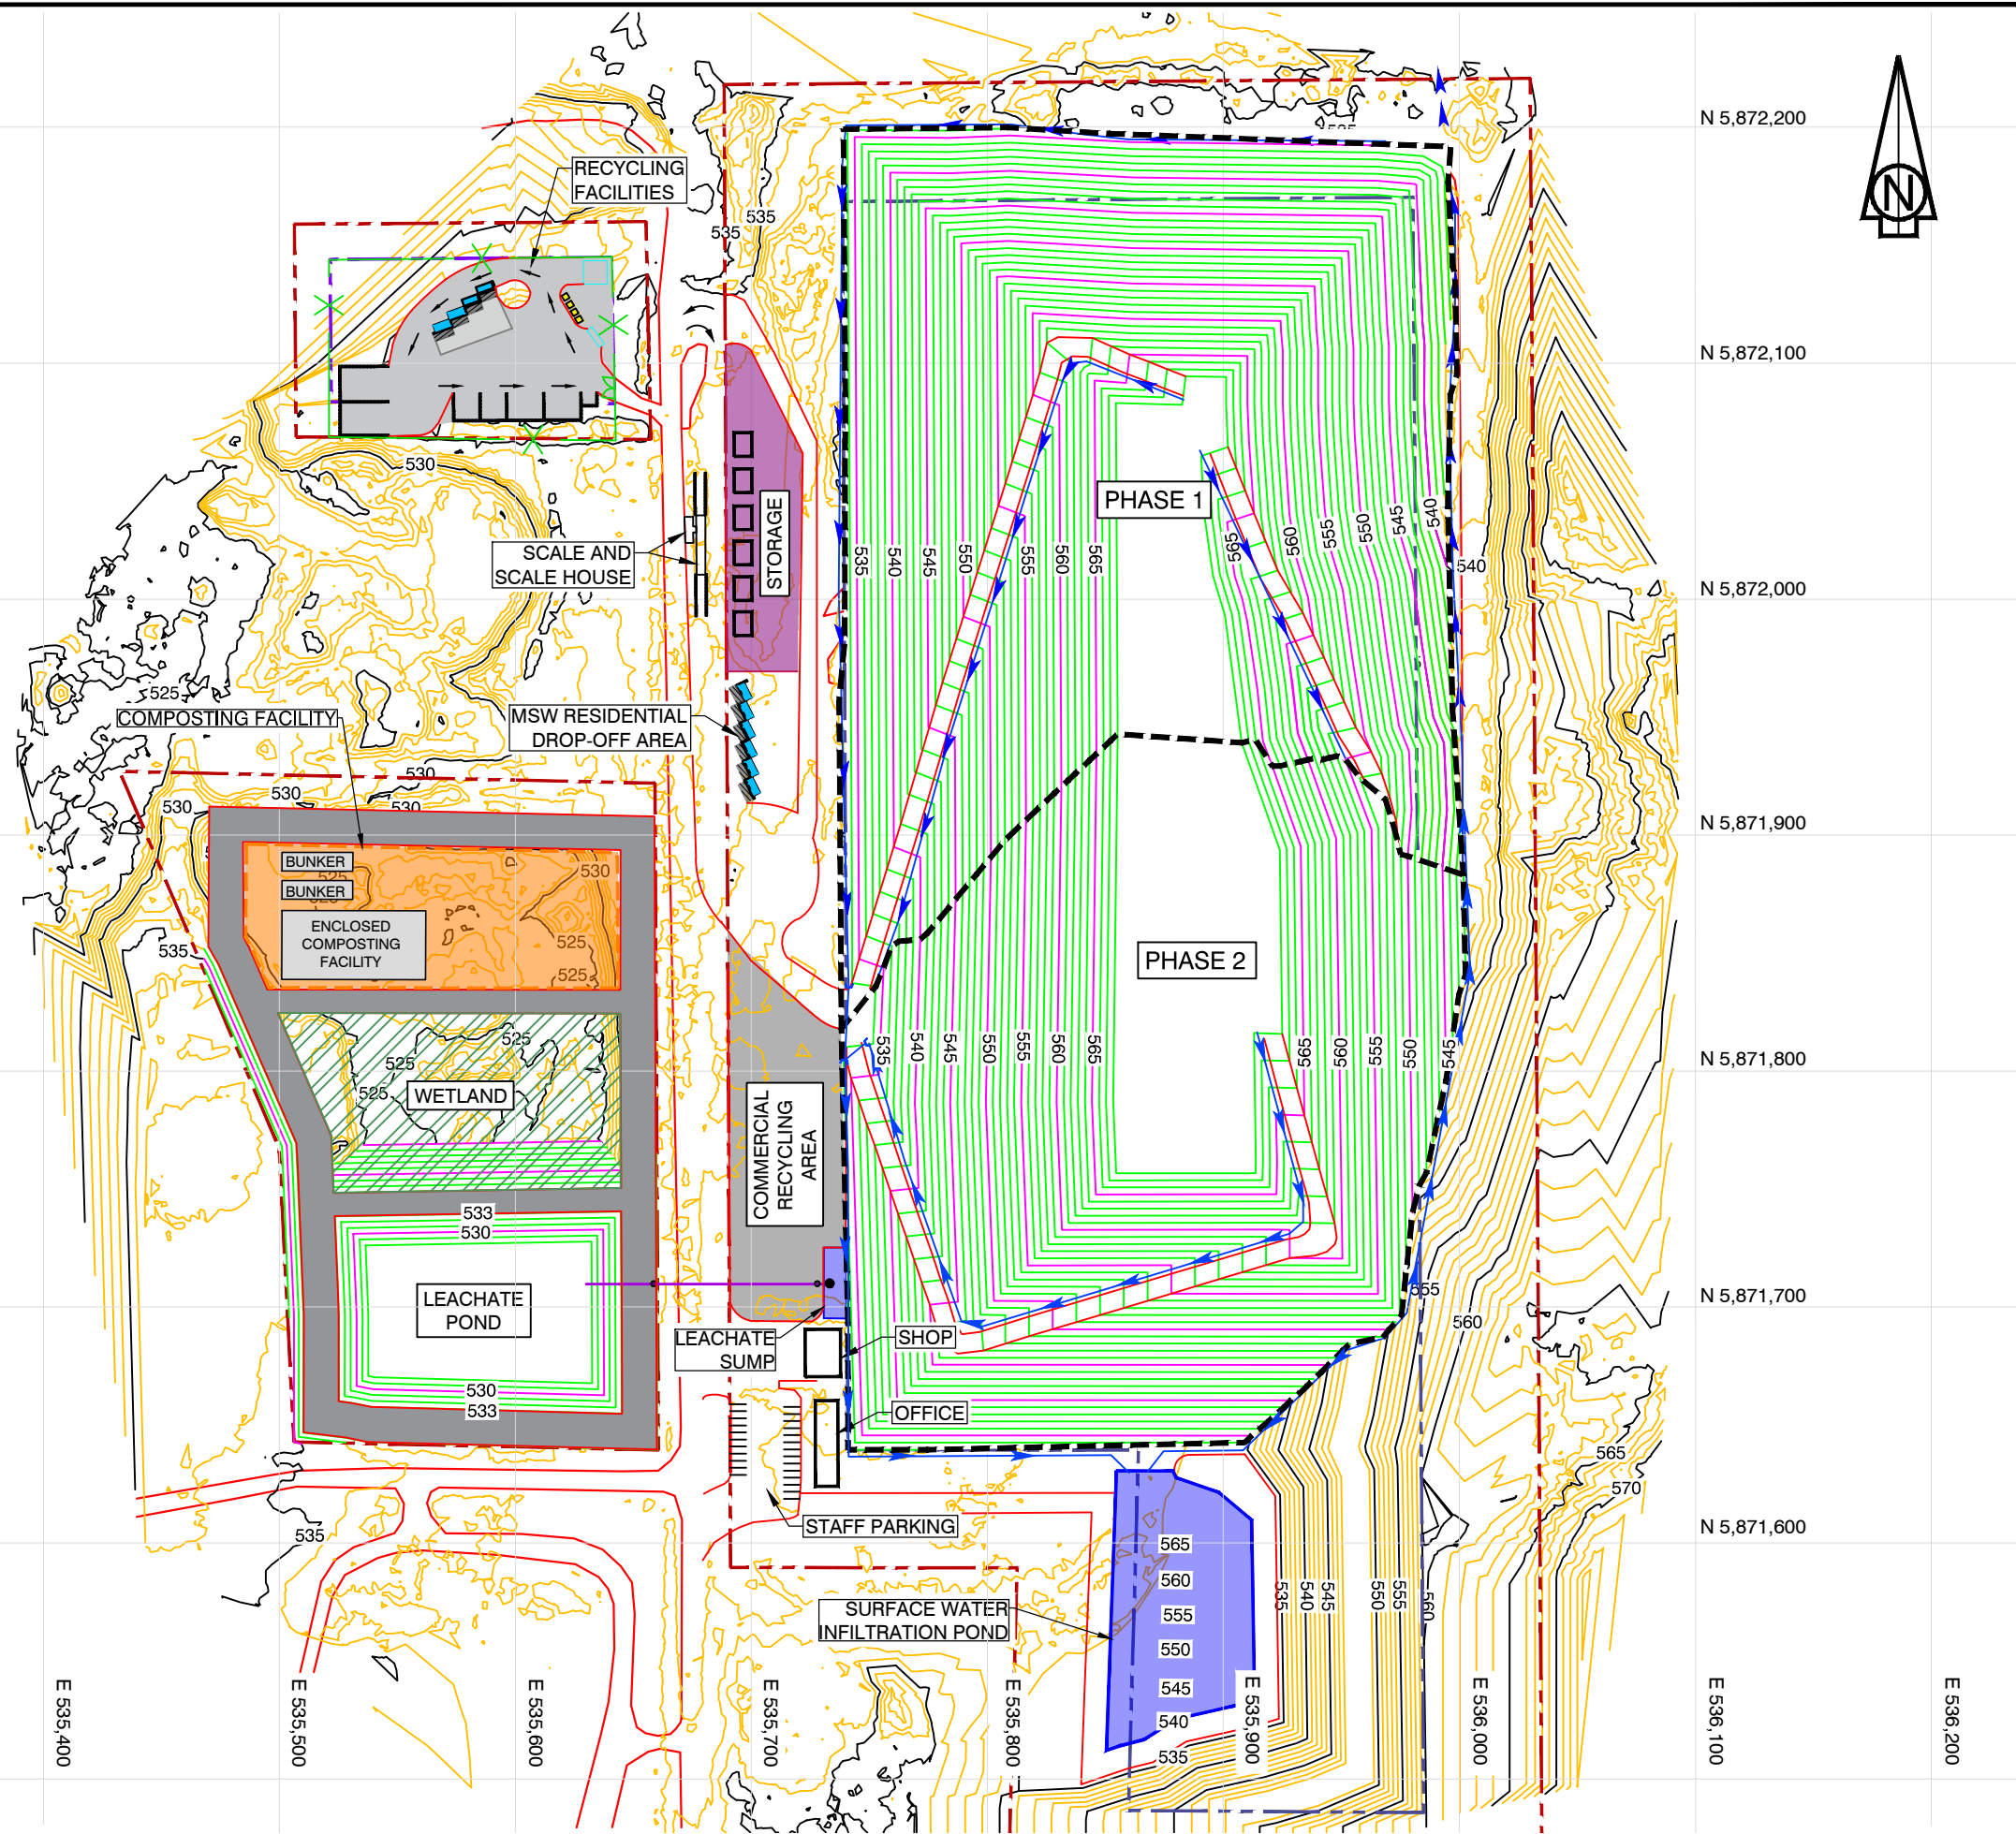 N 5,872,200
N
RECYCLING
FACILITIES
535
535
N 5,872,100
530
PHASE 1
STORAGE
SCALE AND
SCALE HOUSE
535
540
545
550
555
560
565
565
560
555
550
545
540
540
N 5,872,000
525
COMPOSTING FACILITY
MSW RESIDENTIAL
DROP-OFF AREA
530
530
530
530
N 5,871,900
BUNKER
525
BUNKER
530
ENCLOSED
COMPOSTING
FACILITY
525
525
535
PHASE 2
525
525
525
WETLAND
535
540
545
550
555
560
565
565
560
555
550
545
N 5,871,800
COMMERCIAL
RECYCLING
AREA
533
530
LEACHATE
POND
530
533
LEACHATE
SUMP
SHOP
OFFICE
555
560
N 5,871,700
565
570
535
STAFF PARKING
N 5,871,600
SURFACE WATER
INFILTRATION POND
565
560
555
550
545
540
535
535
540
545
550
555
560
E 535,400
E 535,500
E 535,600
E 535,700
E 535,800
E 535,900
E 536,000
E 536,100
E 536,200